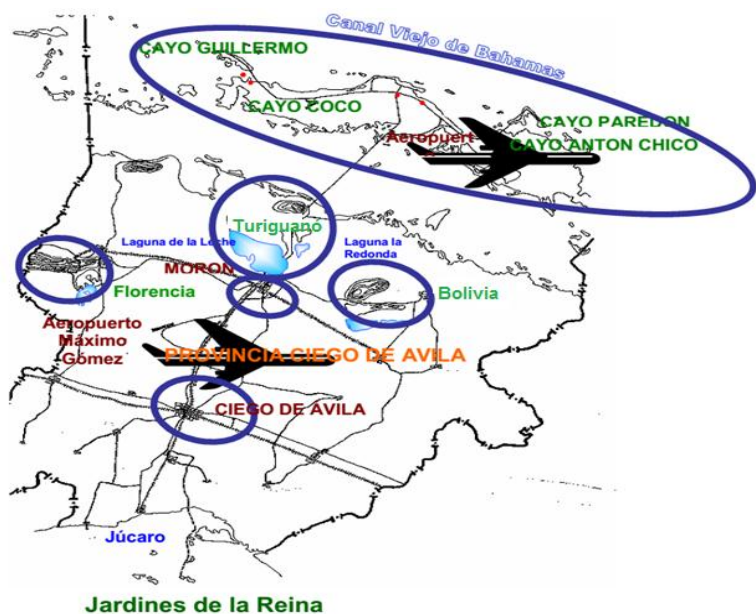 Canal Viejo de Bahamas
CAYO GUILLERMO
CAYO COCO
CAYO PAREDON
Aeropuert
CAYO ANTON CHICO
Turiguanó
Laguna de la Leche
Laguna la
Redonda
MORON
Florencia
Bolivia
Aeropuerto
Máximo
Gómez
PROVINCIA CIEGO DE AVILA
CIEGO DE AVILA
Júcaro
Jardines de la Reina